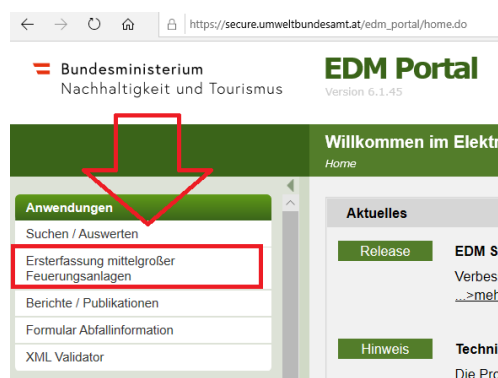 https://secure.umweltbundesamt.at/edm_portal/home.do
Bundesministerium
Nachhaltigkeit und Tourismus
EDM Portal
Version 6.1.45
Willkommen im Elektr
Home
Anwendungen
Suchen / Auswerten
Ersterfassung mittelgroßer
Feuerungsanlagen
Berichte / Publikationen
Formular Abfallinformation
XML Validator
Aktuelles
Release
EDM S
Verbes
...>meh
Hinweis
Techni
Die Pro